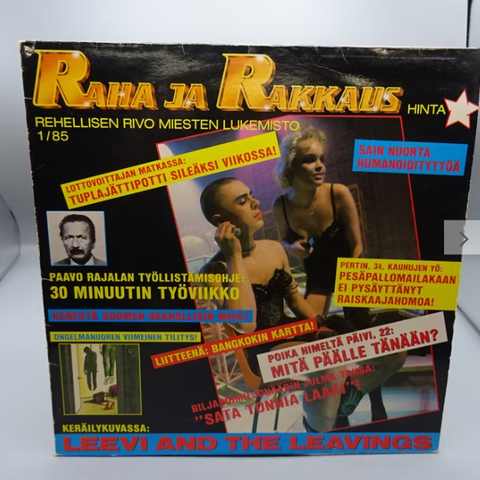 RAHA JA RAKKAUS
HINTA
REHELLISEN RIVO MIESTEN LUKEMISTO
1/85
LOTTOVOITTAJAN MATKASSA:
TUPLAJÄTTIPOTTI SILEÄKSI VIIKOSSA!
SAIN NUORTA
HUMANOIDITYTTÖÄ
PAAVO RAJALAN TYÖLLISTÄMISOHJE:
30 MINUUTIN TYÖVIIKKO
PERTIN, 34, KAUHUJEN YÖ:
PESÄPALLOMAILAKAAN
EI PYSÄYTTÄNYT
RAISKAAJAHOMOA!
KENESTÄ SUOMEN VAARALLISIN MIES?
ONGELMANUOREN VIIMEINEN TILITYS!
LIITTEENÄ: BANGKOKIN KARTTA!
POIKA NIMELTÄ PÄIVI, 22:
MITÄ PÄÄLLE TÄNÄÄN?
"SATA TONNIA LAAKI"!
KERÄILYKUVASSA:
LEEVI AND THE LEAVINGS